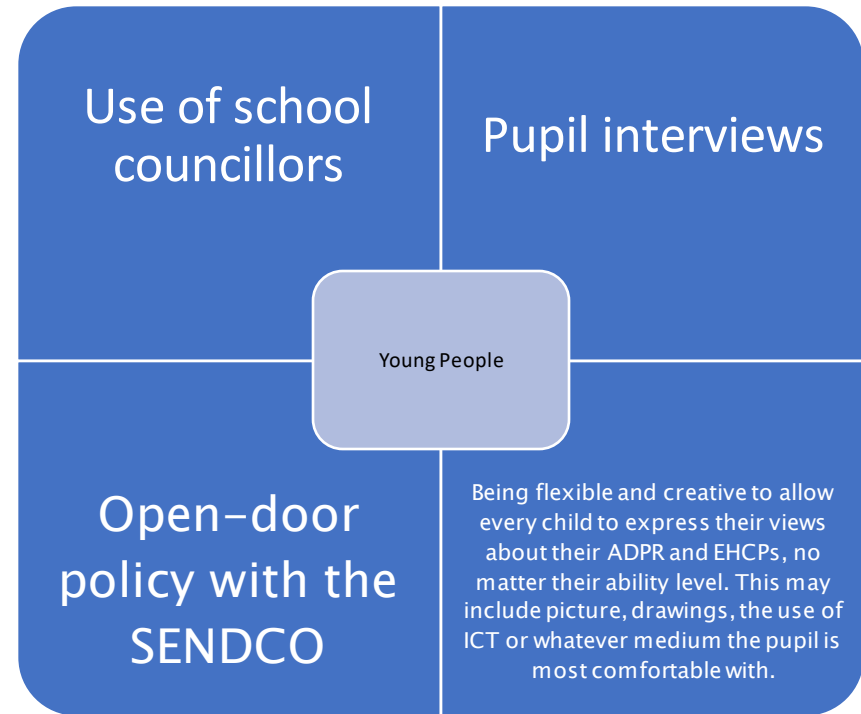 Use of school
councillors
Pupil interviews
Young People
Open-door
policy with the
SENDCO
Being flexible and creative to allow
every child to express their views
about their ADPR and EHCPs, no
matter their ability level. This may
include picture, drawings, the use of
ICT or whatever medium the pupil is
most comfortable with.